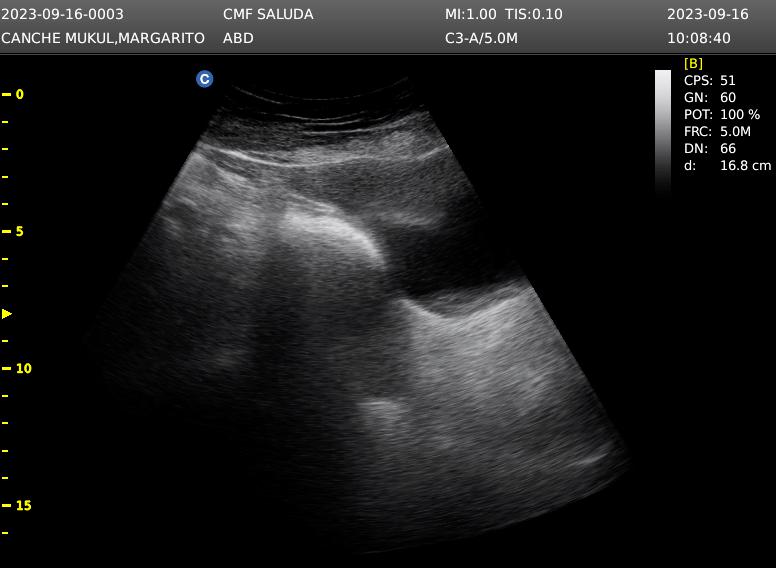 2023-09-16-0003 CMF SALUDA MI:1.00 TIS:0.10 2023-09-16
CANCHE MUKUL,MARGARITO ABD C3-A/5.0M 10:08:40
C
[B]
CPS: 51
GN: 60
POT: 100 %
FRC: 5.0M
DN: 66
d: 16.8 cm
0
5
10
15